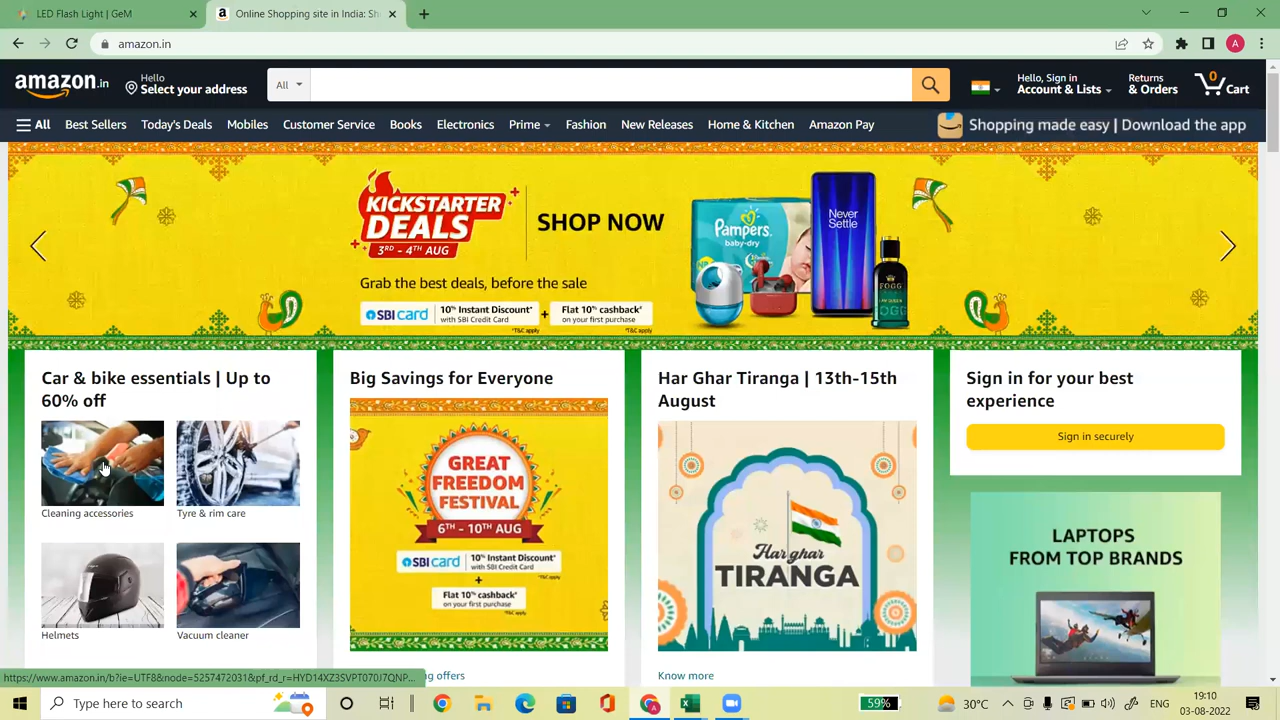 LED Flash Light | GeM
Online Shopping site in India: Sh
amazon.in
amazon.in
Hello
Select your address
All
Hello, Sign in
Account & Lists
Returns
& Orders
0
Cart
All
Best Sellers
Today's Deals
Mobiles
Customer Service
Books
Electronics
Prime
Fashion
New Releases
Home & Kitchen
Amazon Pay
Shopping made easy | Download the app
KICKSTARTER
DEALS
3RD - 4TH AUG
SHOP NOW
Grab the best deals, before the sale
SBI card
10% Instant Discount*
with SBI Credit Card
*T&C apply
+
Flat 10% cashback*
on your first purchase
*T&C apply
Pampers
baby-dry
Never
Settle
FOGG
Car & bike essentials | Up to
60% off
Cleaning accessories
Tyre & rim care
Helmets
Vacuum cleaner
Big Savings for Everyone
GREAT
FREEDOM
FESTIVAL
6TH - 10TH AUG
SBI card
10% Instant Discount*
with SBI Credit Card
*T&C apply
+
Flat 10% cashback*
on your first purchase
*T&C apply
ng offers
Har Ghar Tiranga | 13th-15th
August
Har ghar
TIRANGA
Know more
Sign in for your best
experience
Sign in securely
LAPTOPS
FROM TOP BRANDS
https://www.amazon.in/b?ie=UTF8&node=5257472031&pf_rd_r=HYD14XZ3SVPT070J7QNP...
Type here to search
59%
30°C
ENG
19:10
03-08-2022